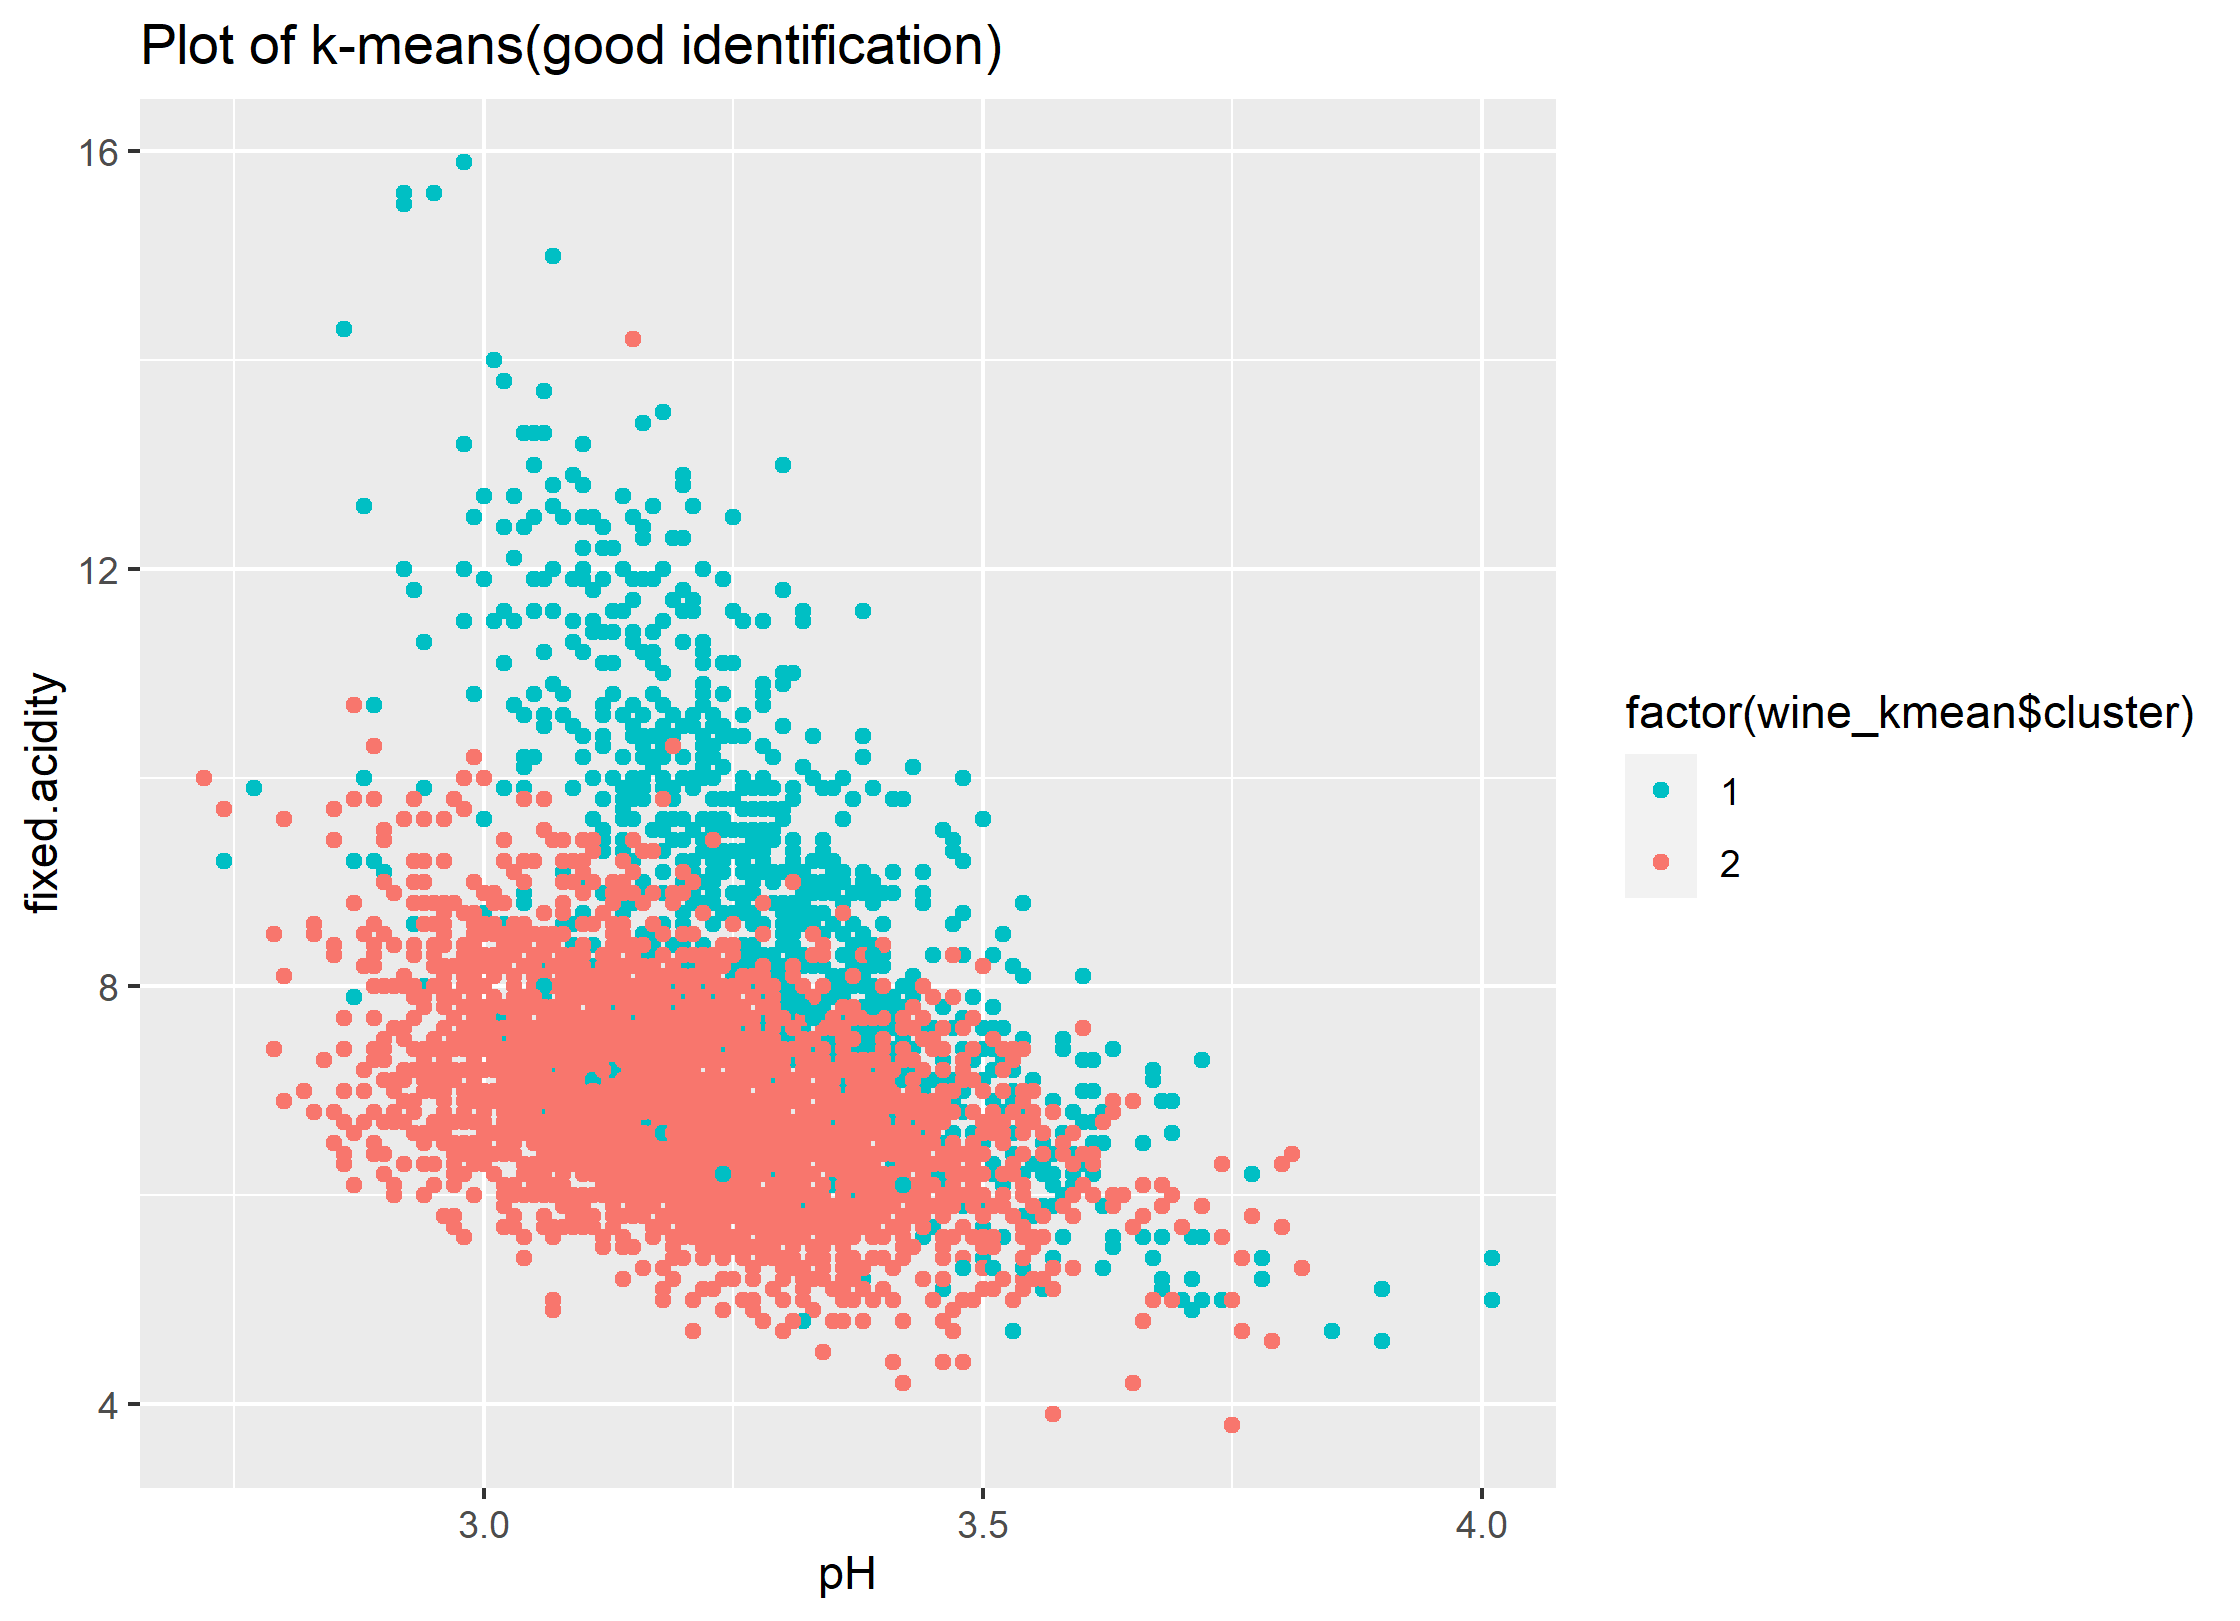 Plot of k-means(good identification)
16
12
8
4
fixed.acidity
3.0
3.5
4.0
pH
factor(wine_kmean$cluster)
1
2